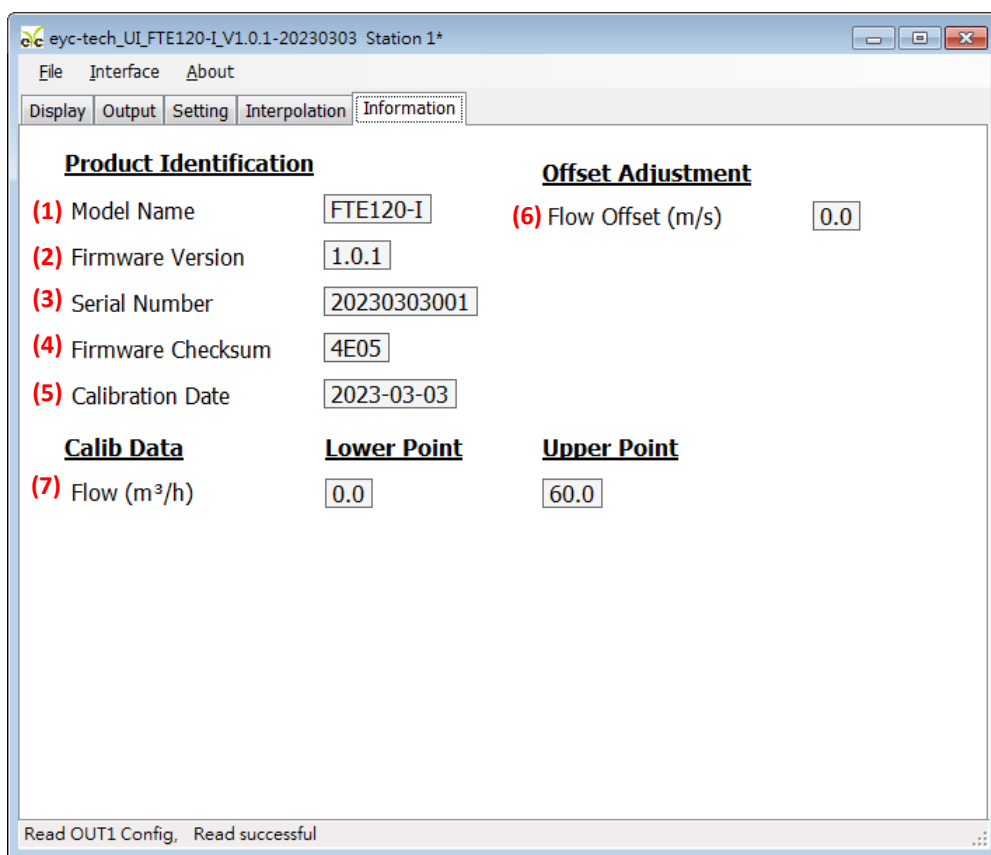 eyc-tech_UI_FTE120-I_V1.0.1-20230303 Station 1*
File Interface About
Display Output Setting Interpolation Information
Product Identification
Offset Adjustment
(1) Model Name FTE120-I
(6) Flow Offset (m/s) 0.0
(2) Firmware Version 1.0.1
(3) Serial Number 20230303001
(4) Firmware Checksum 4E05
(5) Calibration Date 2023-03-03
Calib Data Lower Point Upper Point
(7) Flow (m³/h) 0.0 60.0
Read OUT1 Config, Read successful